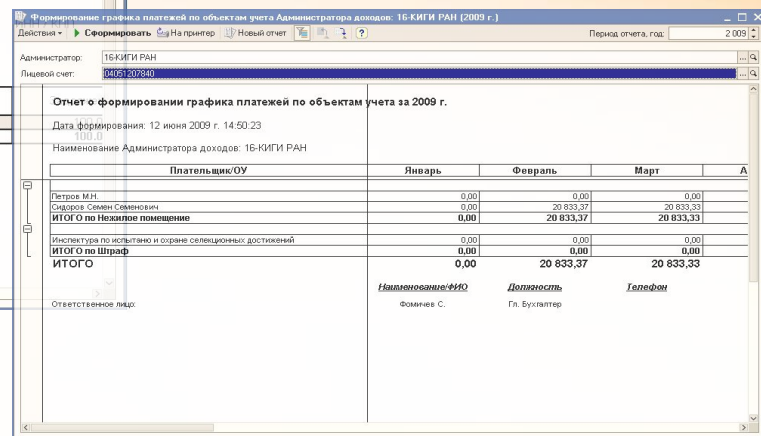 Формирование графика платежей по объектам учета Администратора доходов: 16-КИГИ РАН (2009 г.)
Действия Сформировать На принтер Новый отчет Период отчета, год: 2 009
Администратор: 16-КИГИ РАН
Лицевой счет: 04051207840
Отчет о формировании графика платежей по объектам учета за 2009 г.
Дата формирования: 12 июня 2009 г. 14:50:23
100.0
Наименование Администратора доходов: 16-КИГИ РАН
Плательщик/ОУ Январь Февраль Март А
Петров М.Н. 0,00 0,00 0,00
Сидоров Семен Семенович 0,00 20 833,37 20 833,33
ИТОГО по Нежилое помещение 0,00 20 833,37 20 833,33
Инспектура по испытано и охране селекционных достижений 0,00 0,00 0,00
ИТОГО по Штраф 0,00 0,00 0,00
ИТОГО 0,00 20 833,37 20 833,33
Наименование/ФИО Должность Телефон
Ответственное лицо: Фомичев С. Гл. Бухгалтер